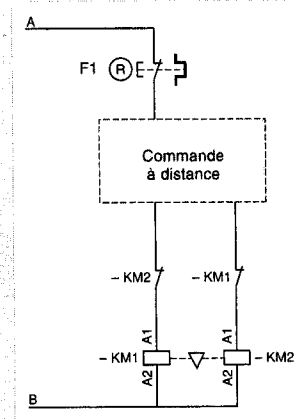 A
F1 R
Commande
à distance
– KM2 – KM1
A1 A1
– KM1 – KM2
A2 A2
B